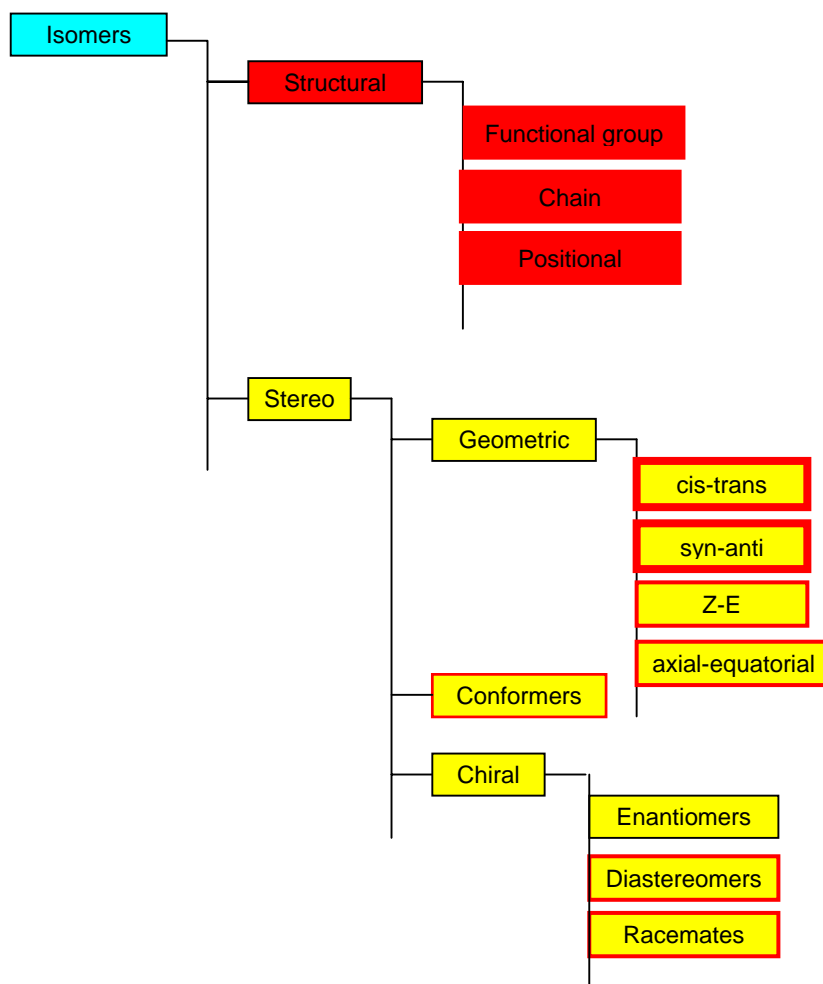 Isomers
Structural
Functional group
Chain
Positional
Stereo
Geometric
cis-trans
syn-anti
Z-E
axial-equatorial
Conformers
Chiral
Enantiomers
Diastereomers
Racemates